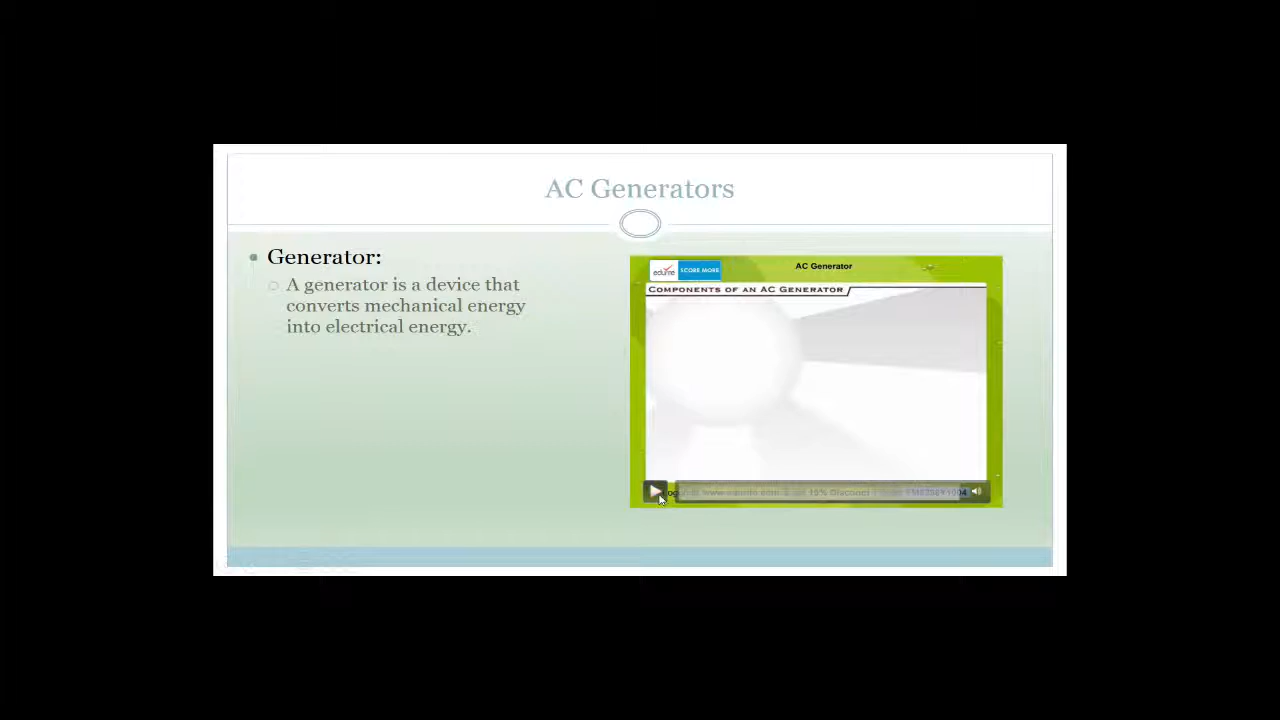 AC Generators
Generator:
A generator is a device that
converts mechanical energy
into electrical energy.
SCORE MORE
AC Generator
COMPONENTS OF AN AC GENERATOR